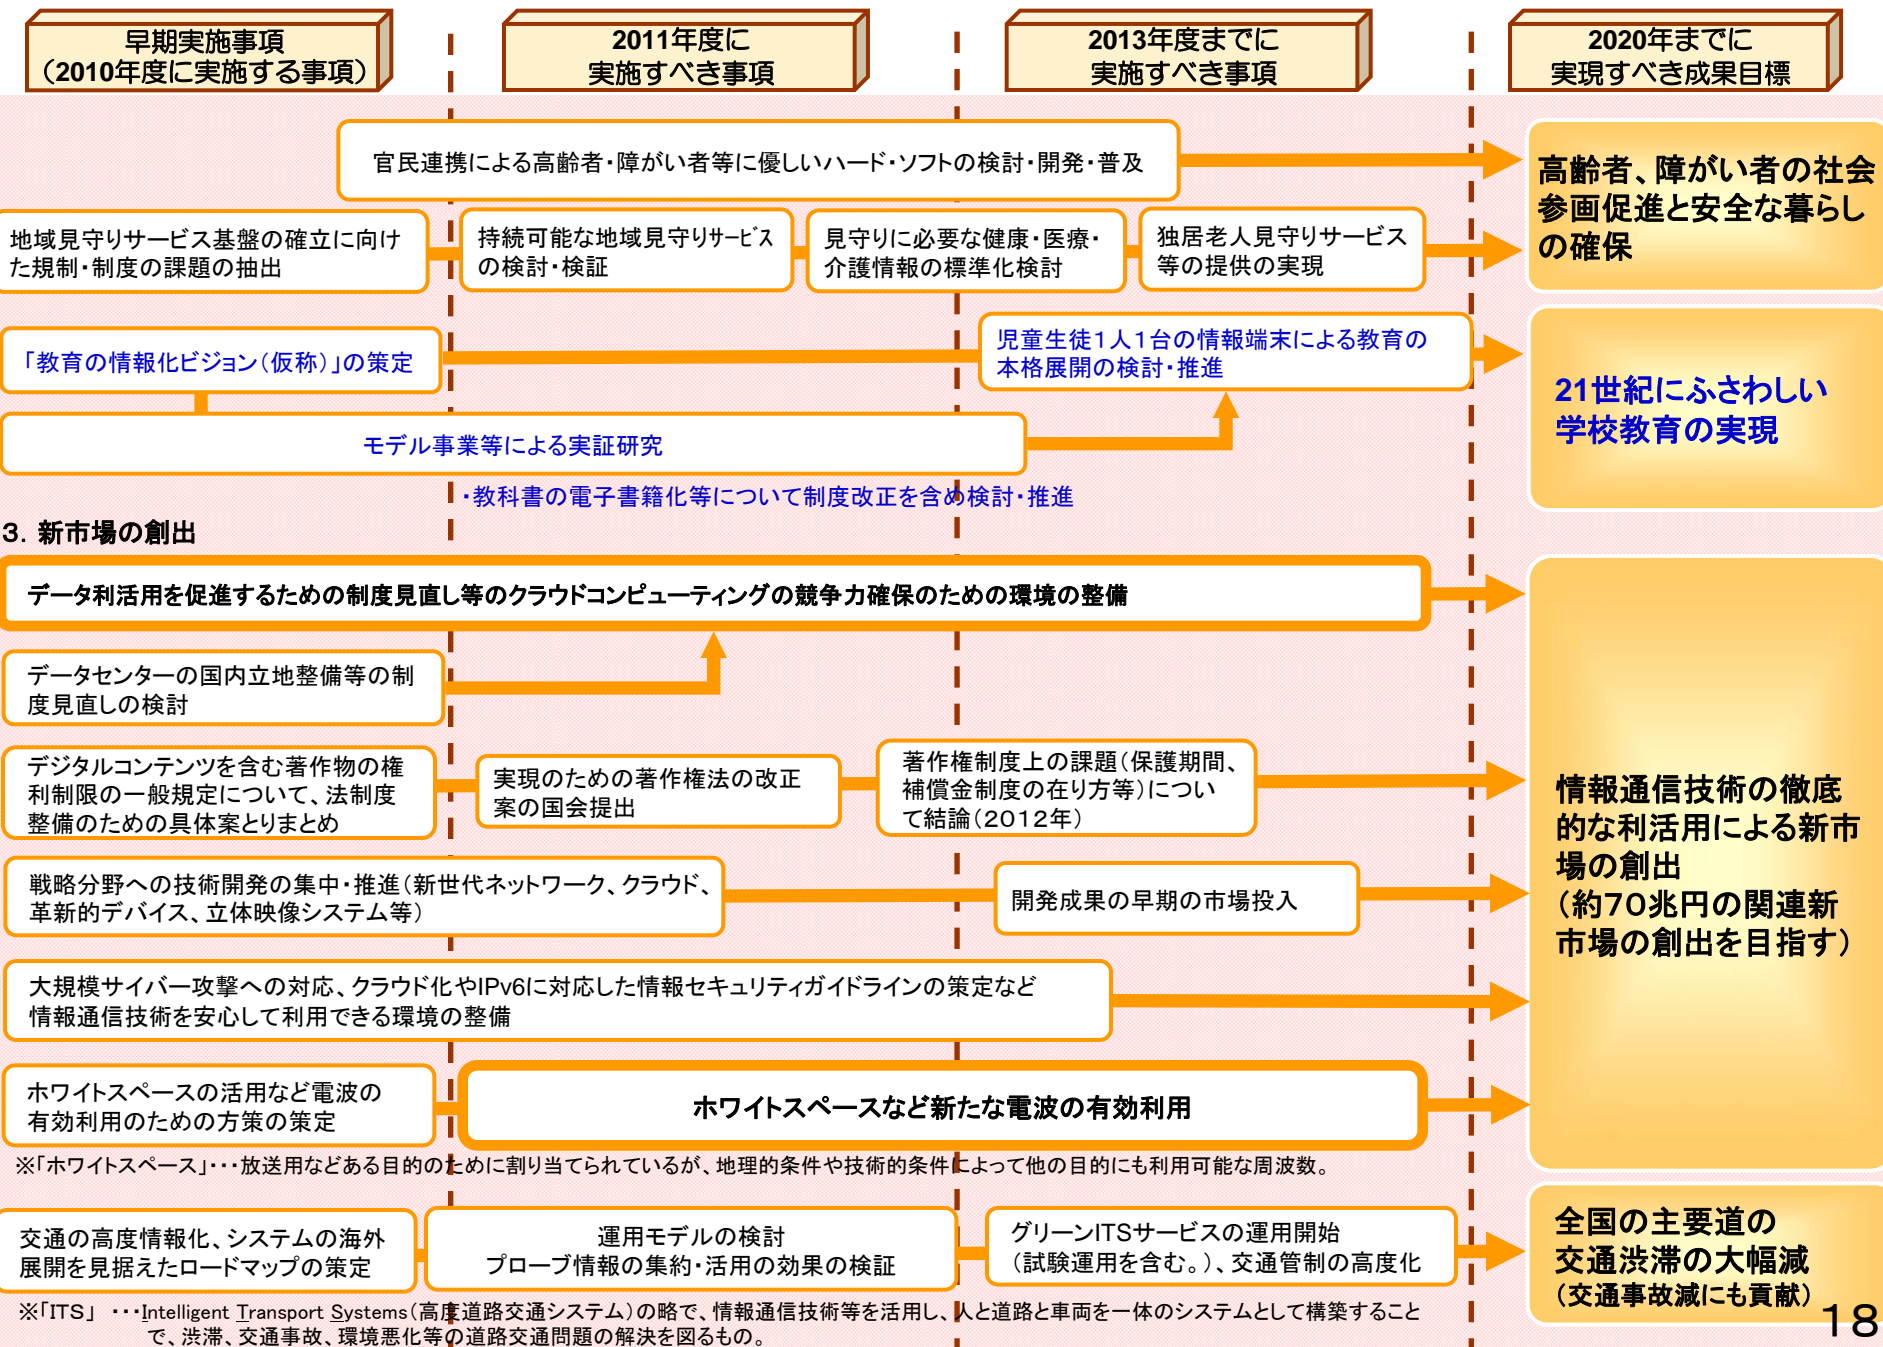 早期実施事項
（2010年度に実施する事項）
2011年度に
実施すべき事項
2013年度までに
実施すべき事項
2020年までに
実現すべき成果目標
官民連携による高齢者・障がい者等に優しいハード・ソフトの検討・開発・普及
高齢者、障がい者の社会
参画促進と安全な暮らし
の確保
地域見守りサービス基盤の確立に向け
た規制・制度の課題の抽出
持続可能な地域見守りｻｰﾋﾞｽ
の検討・検証
見守りに必要な健康・医療・
介護情報の標準化検討
独居老人見守りサービス
等の提供の実現
「教育の情報化ビジョン（仮称）」の策定
児童生徒１人１台の情報端末による教育の
本格展開の検討・推進
21世紀にふさわしい
学校教育の実現
モデル事業等による実証研究
・教科書の電子書籍化等について制度改正を含め検討・推進
３．新市場の創出
データ利活用を促進するための制度見直し等のクラウドコンピューティングの競争力確保のための環境の整備
データセンターの国内立地整備等の制
度見直しの検討
デジタルコンテンツを含む著作物の権
利制限の一般規定について、法制度
整備のための具体案とりまとめ
実現のための著作権法の改正
案の国会提出
著作権制度上の課題（保護期間、
補償金制度の在り方等）につい
て結論（２０１２年）
情報通信技術の徹底
的な利活用による新市
場の創出
（約７０兆円の関連新
市場の創出を目指す）
戦略分野への技術開発の集中・推進（新世代ネットワーク、クラウド、
革新的デバイス、立体映像システム等）
開発成果の早期の市場投入
大規模サイバー攻撃への対応、クラウド化やIPv6に対応した情報セキュリティガイドラインの策定など
情報通信技術を安心して利用できる環境の整備
ホワイトスペースの活用など電波の
有効利用のための方策の策定
ホワイトスペースなど新たな電波の有効利用
※「ホワイトスペース」・・・放送用などある目的のために割り当てられているが、地理的条件や技術的条件によって他の目的にも利用可能な周波数。
交通の高度情報化、システムの海外
展開を見据えたロードマップの策定
運用モデルの検討
プローブ情報の集約・活用の効果の検証
グリーンITSサービスの運用開始
（試験運用を含む。）、交通管制の高度化
全国の主要道の
交通渋滞の大幅減
（交通事故減にも貢献）
※「ITS」 ・・・Intelligent Transport Systems（高度道路交通システム）の略で、情報通信技術等を活用し、人と道路と車両を一体のシステムとして構築すること
で、渋滞、交通事故、環境悪化等の道路交通問題の解決を図るもの。
18